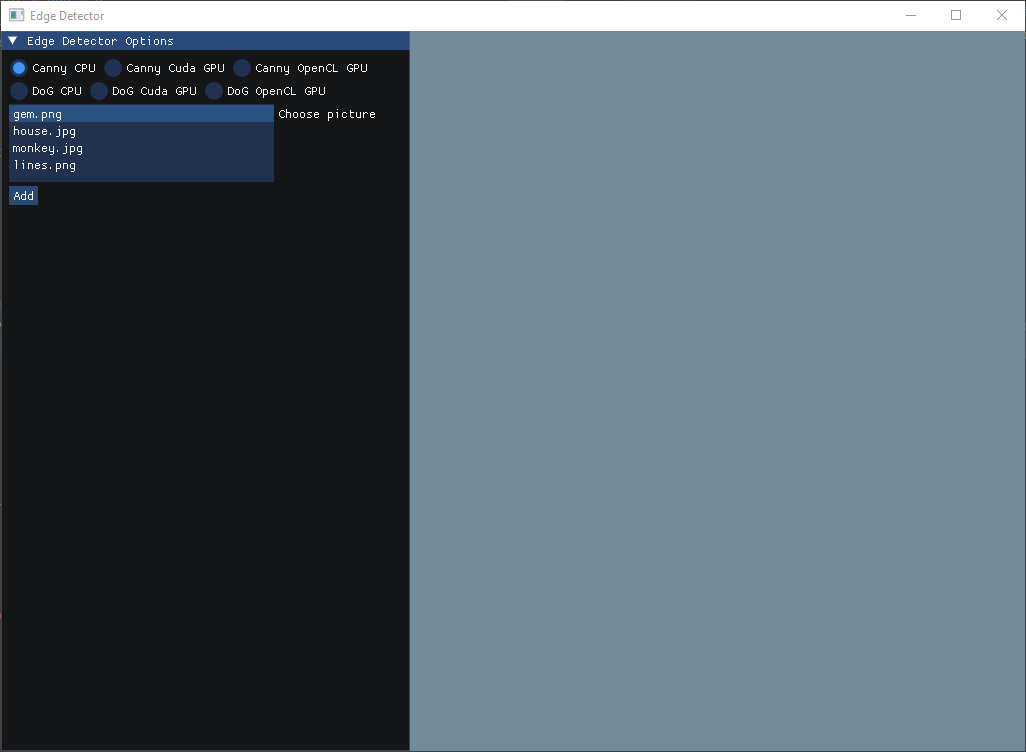 Edge Detector
Edge Detector Options
Canny CPU Canny Cuda GPU Canny OpenCL GPU
DoG CPU DoG Cuda GPU DoG OpenCL GPU
gem.png Choose picture
house.jpg
monkey.jpg
lines.png
Add